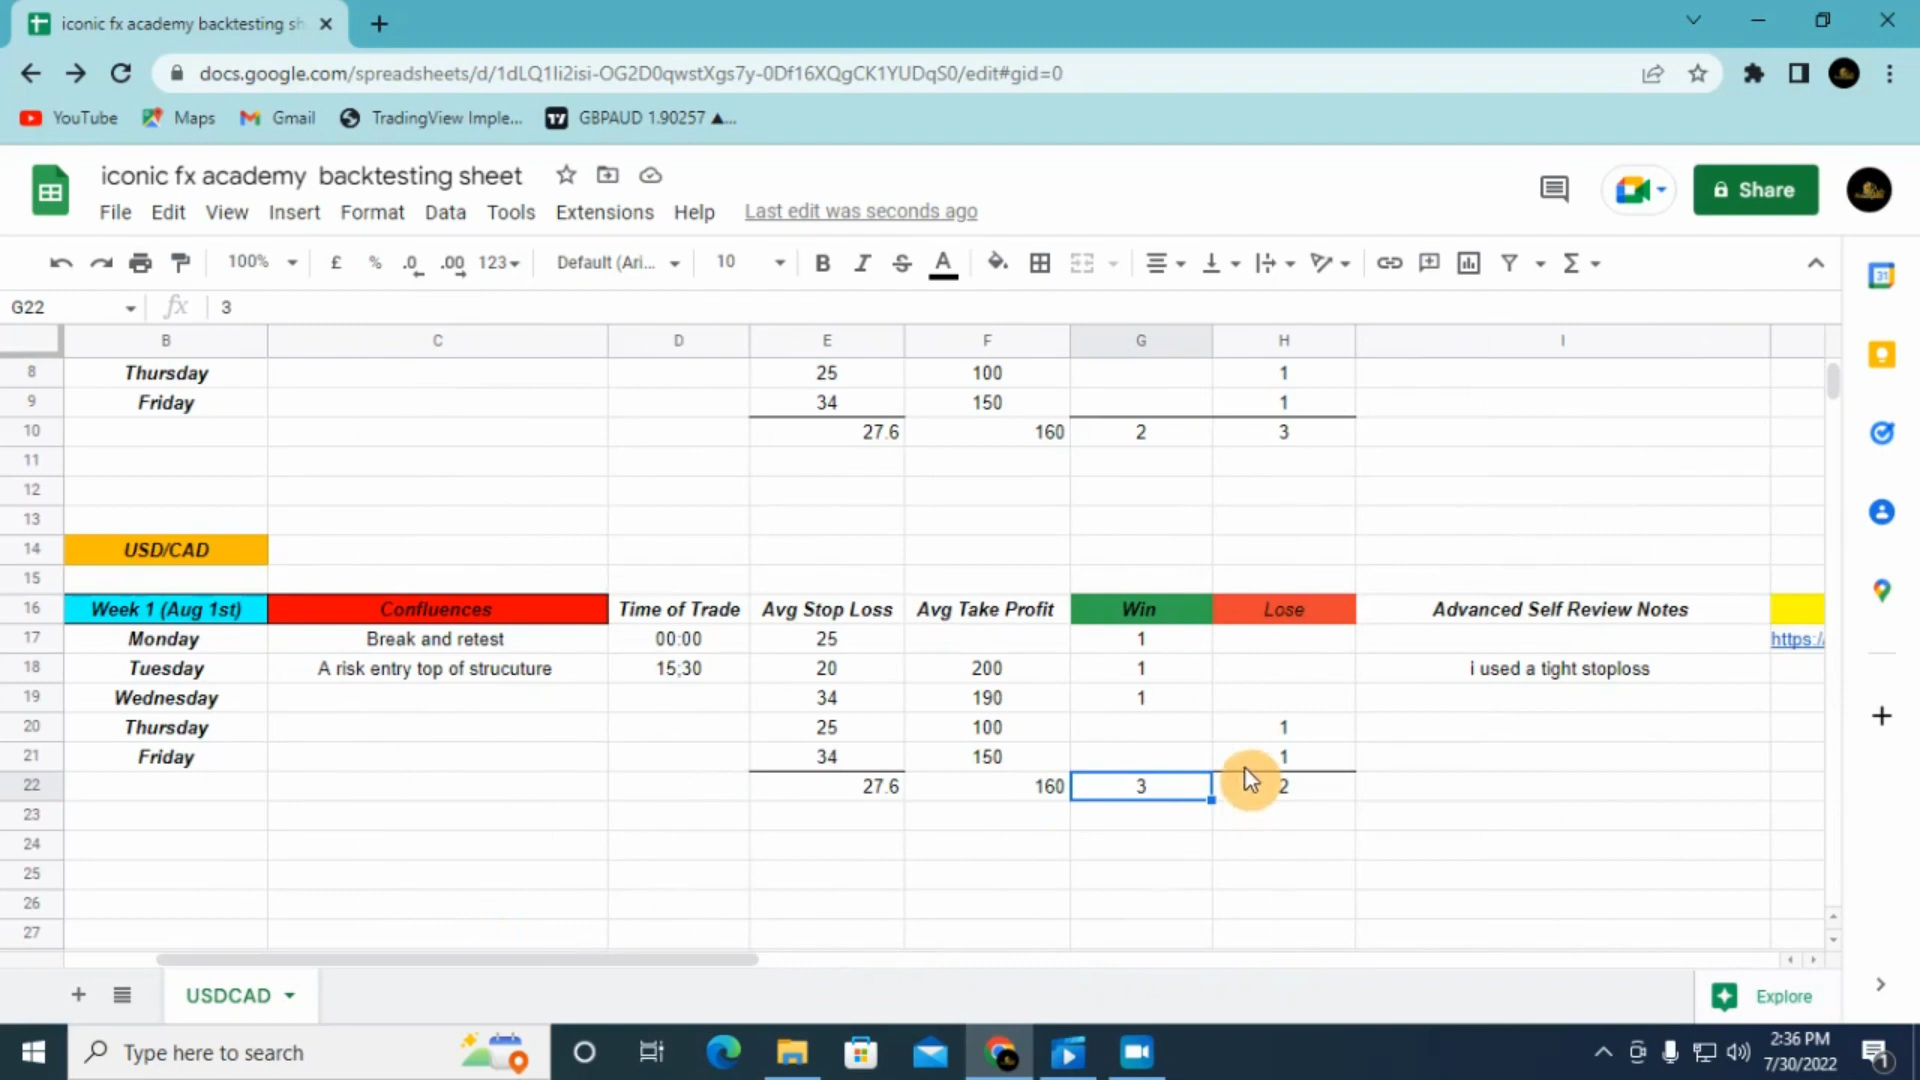 iconic fx academy backtesting sh
docs.google.com/spreadsheets/d/1dLQ1li2isi-OG2D0qwstXgs7y-0Df16XQgCK1YUDqS0/edit#gid=0
YouTube Maps Gmail TradingView Imple... GBPAUD 1.90257 ▲...
iconic fx academy backtesting sheet
Share
File Edit View Insert Format Data Tools Extensions Help Last edit was seconds ago
100% £ % .0 .00 123 Default (Ari... 10 B I S A
G22 fx 3
B C D E F G H I
8 Thursday 25 100 1
9 Friday 34 150 1
10 27.6 160 2 3
11
12
13
14 USD/CAD
15
16 Week 1 (Aug 1st) Confluences Time of Trade Avg Stop Loss Avg Take Profit Win Lose Advanced Self Review Notes
17 Monday Break and retest 00:00 25 1 https:/
18 Tuesday A risk entry top of strucuture 15;30 20 200 1 i used a tight stoploss
19 Wednesday 34 190 1
20 Thursday 25 100 1
21 Friday 34 150 1
22 27.6 160 3 2
23
24
25
26
27
USDCAD
Explore
Type here to search
2:36 PM
7/30/2022
1
31